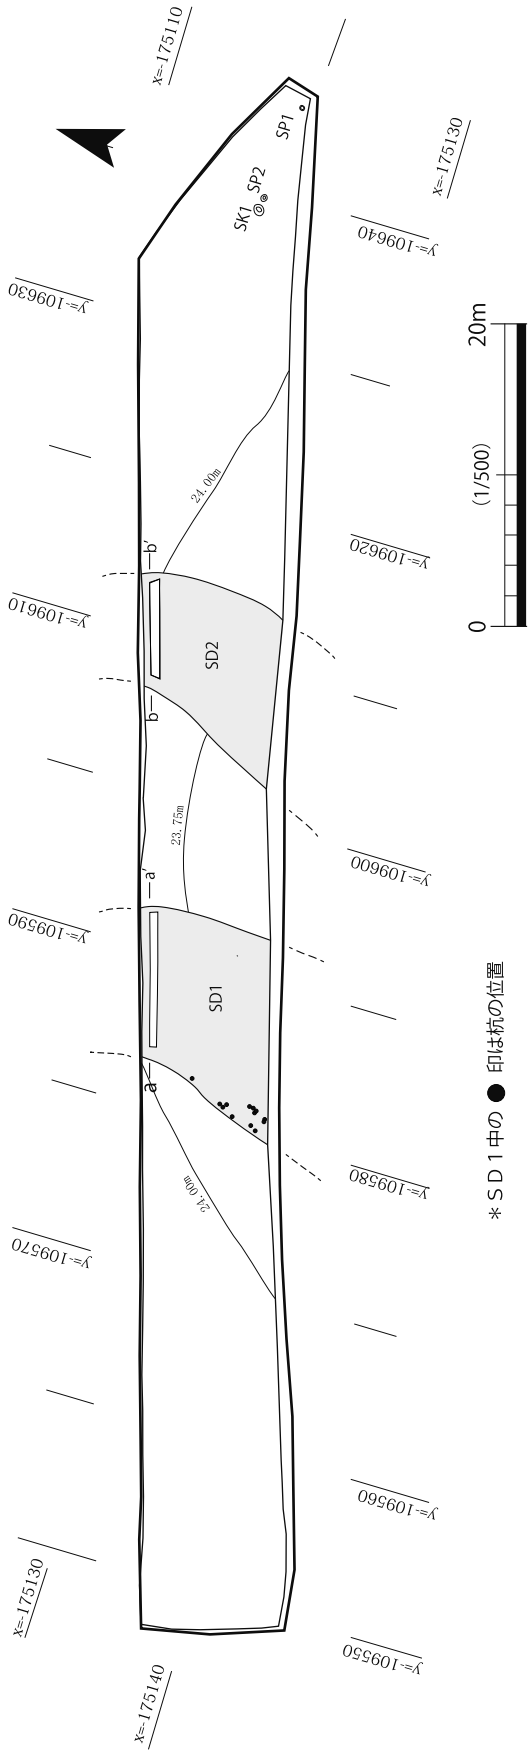 x=-175110
x=-175130
y=-109640
y=-109630
SP1
SP2
SK1
20m
(1/500)
0
24.00m
y=-109620
y=-109610
b'
SD2
b
23.75m
y=-109600
a'
y=-109590
SD1
a
24.00m
y=-109580
y=-109570
*SD1中の ● 印は杭の位置
y=-109560
y=-109550
x=-175130
x=-175140